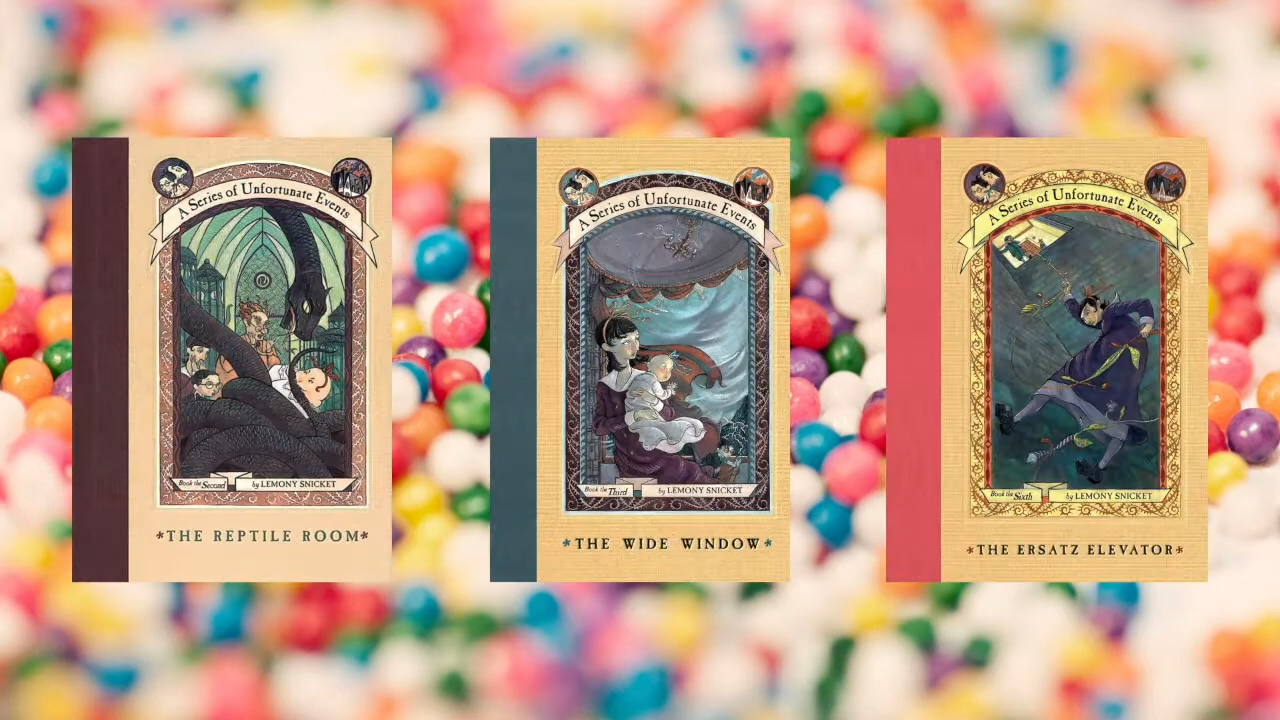 A Series of Unfortunate Events
Book the Second
by LEMONY SNICKET
*THE REPTILE ROOM*
A Series of Unfortunate Events
Book the Third
by LEMONY SNICKET
*THE WIDE WINDOW*
A Series of Unfortunate Events
Book the Sixth
by LEMONY SNICKET
*THE ERSATZ ELEVATOR*